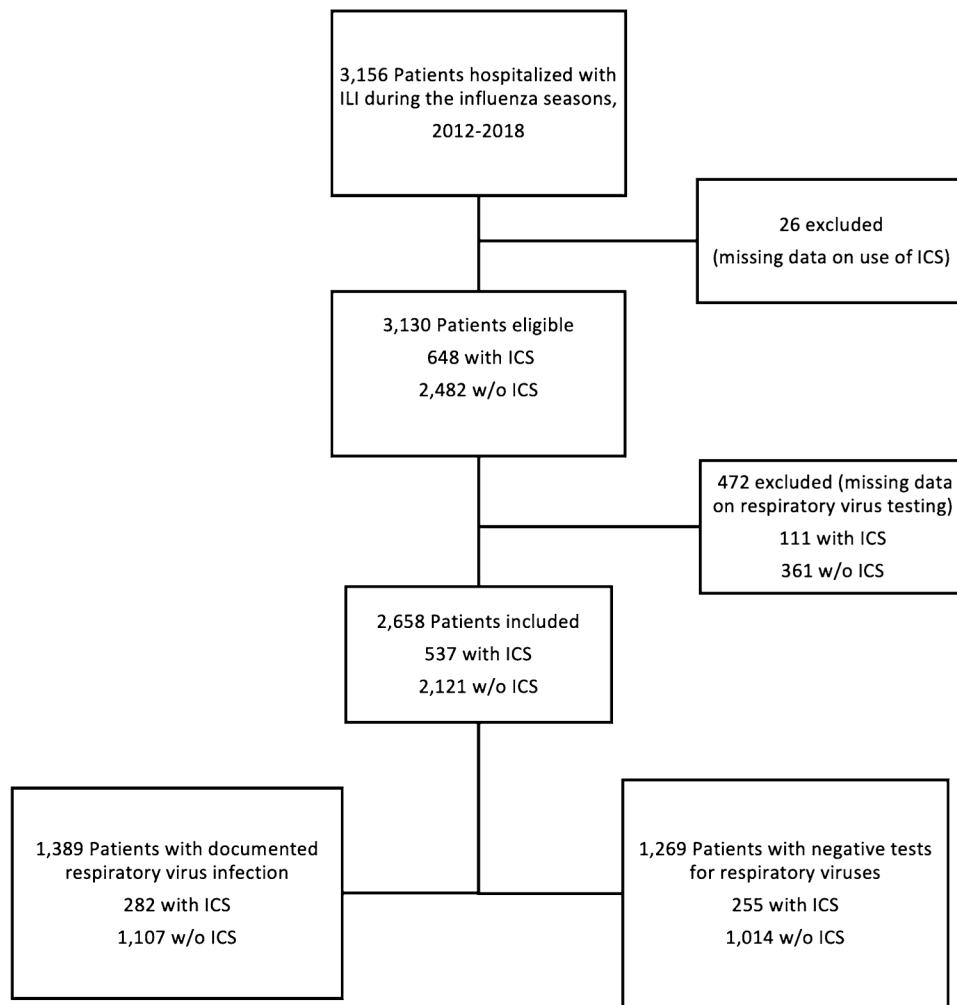 3,156 Patients hospitalized with
ILI during the influenza seasons,
2012-2018
26 excluded
(missing data on use of ICS)
3,130 Patients eligible
648 with ICS
2,482 w/o ICS
472 excluded (missing data
on respiratory virus testing)
111 with ICS
361 w/o ICS
2,658 Patients included
537 with ICS
2,121 w/o ICS
1,389 Patients with documented
respiratory virus infection
282 with ICS
1,107 w/o ICS
1,269 Patients with negative tests
for respiratory viruses
255 with ICS
1,014 w/o ICS